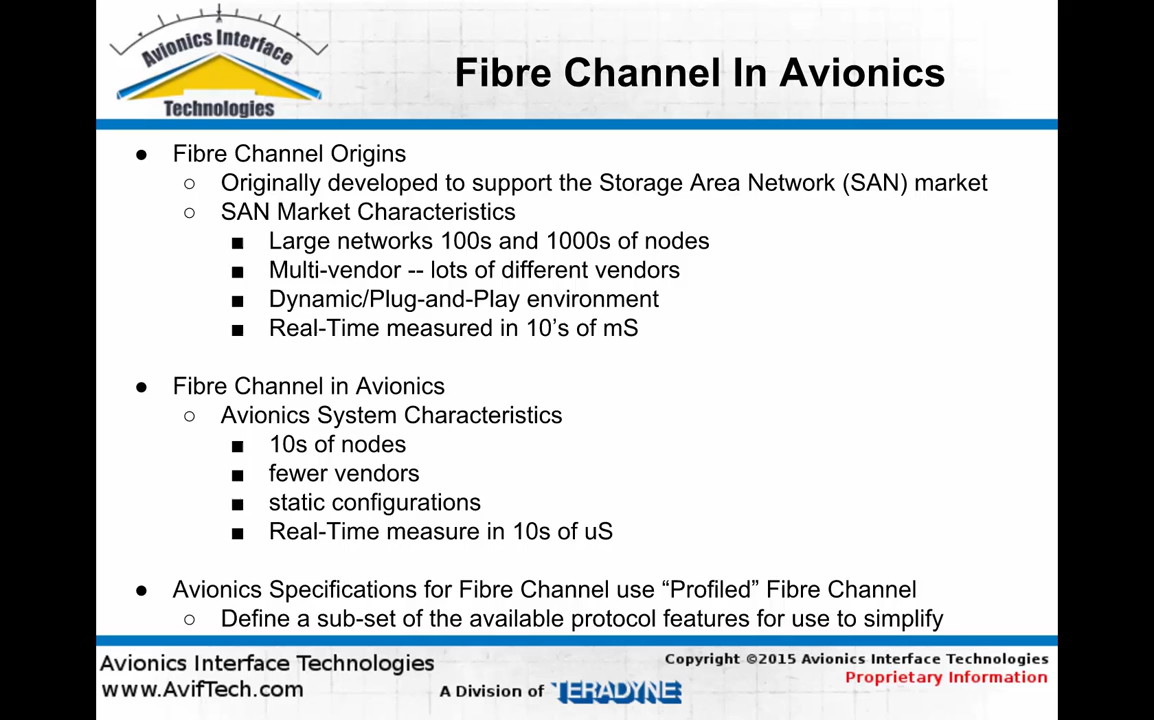 Avionics Interface
Technologies
Fibre Channel In Avionics
● Fibre Channel Origins
○ Originally developed to support the Storage Area Network (SAN) market
○ SAN Market Characteristics
■ Large networks 100s and 1000s of nodes
■ Multi-vendor -- lots of different vendors
■ Dynamic/Plug-and-Play environment
■ Real-Time measured in 10’s of mS
● Fibre Channel in Avionics
○ Avionics System Characteristics
■ 10s of nodes
■ fewer vendors
■ static configurations
■ Real-Time measure in 10s of uS
● Avionics Specifications for Fibre Channel use “Profiled” Fibre Channel
○ Define a sub-set of the available protocol features for use to simplify
Avionics Interface Technologies
www.AvifTech.com
A Division of TERADYNE
Copyright ©2015 Avionics Interface Technologies
Proprietary Information